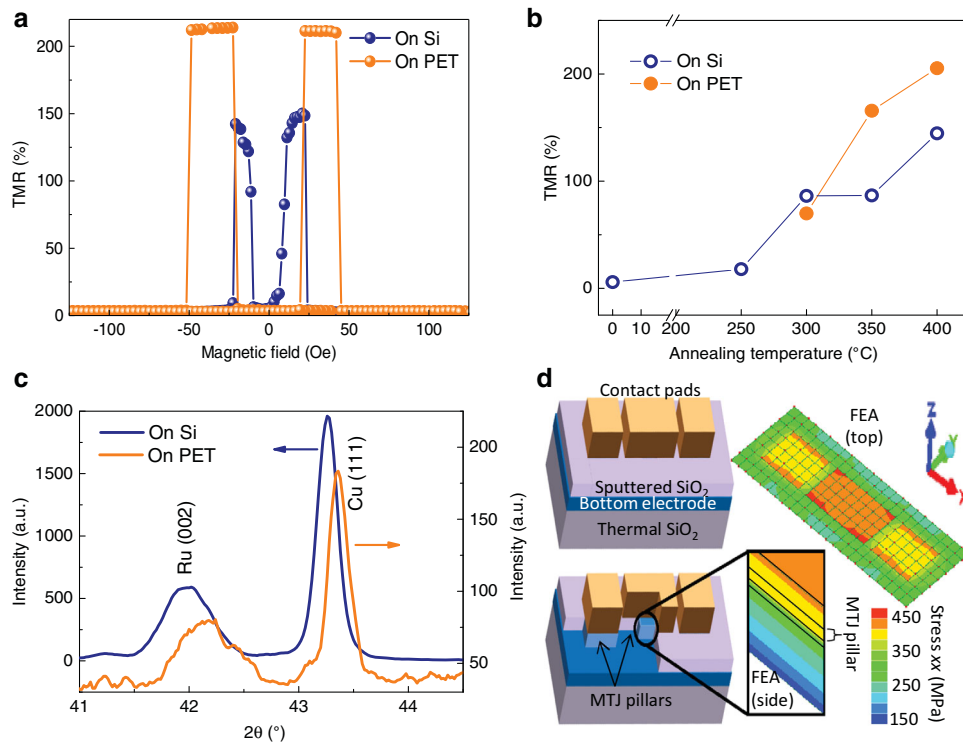 a
200
150
100
50
0
TMR (%)
-100
-50
0
50
100
Magnetic field (Oe)
On Si
On PET
b
200
100
0
TMR (%)
0
10
200
250
300
350
400
Annealing temperature (°C)
On Si
On PET
c
2000
1500
1000
500
0
Intensity (a.u.)
On Si
On PET
Ru (002)
Cu (111)
200
150
100
50
Intensity (a.u.)
41
42
43
44
2θ (°)
d
Contact pads
Sputtered SiO2
Bottom electrode
Thermal SiO2
FEA
(top)
Z
Y
X
MTJ pillars
FEA
(side)
MTJ pillar
450
350
250
150
Stress xx (MPa)